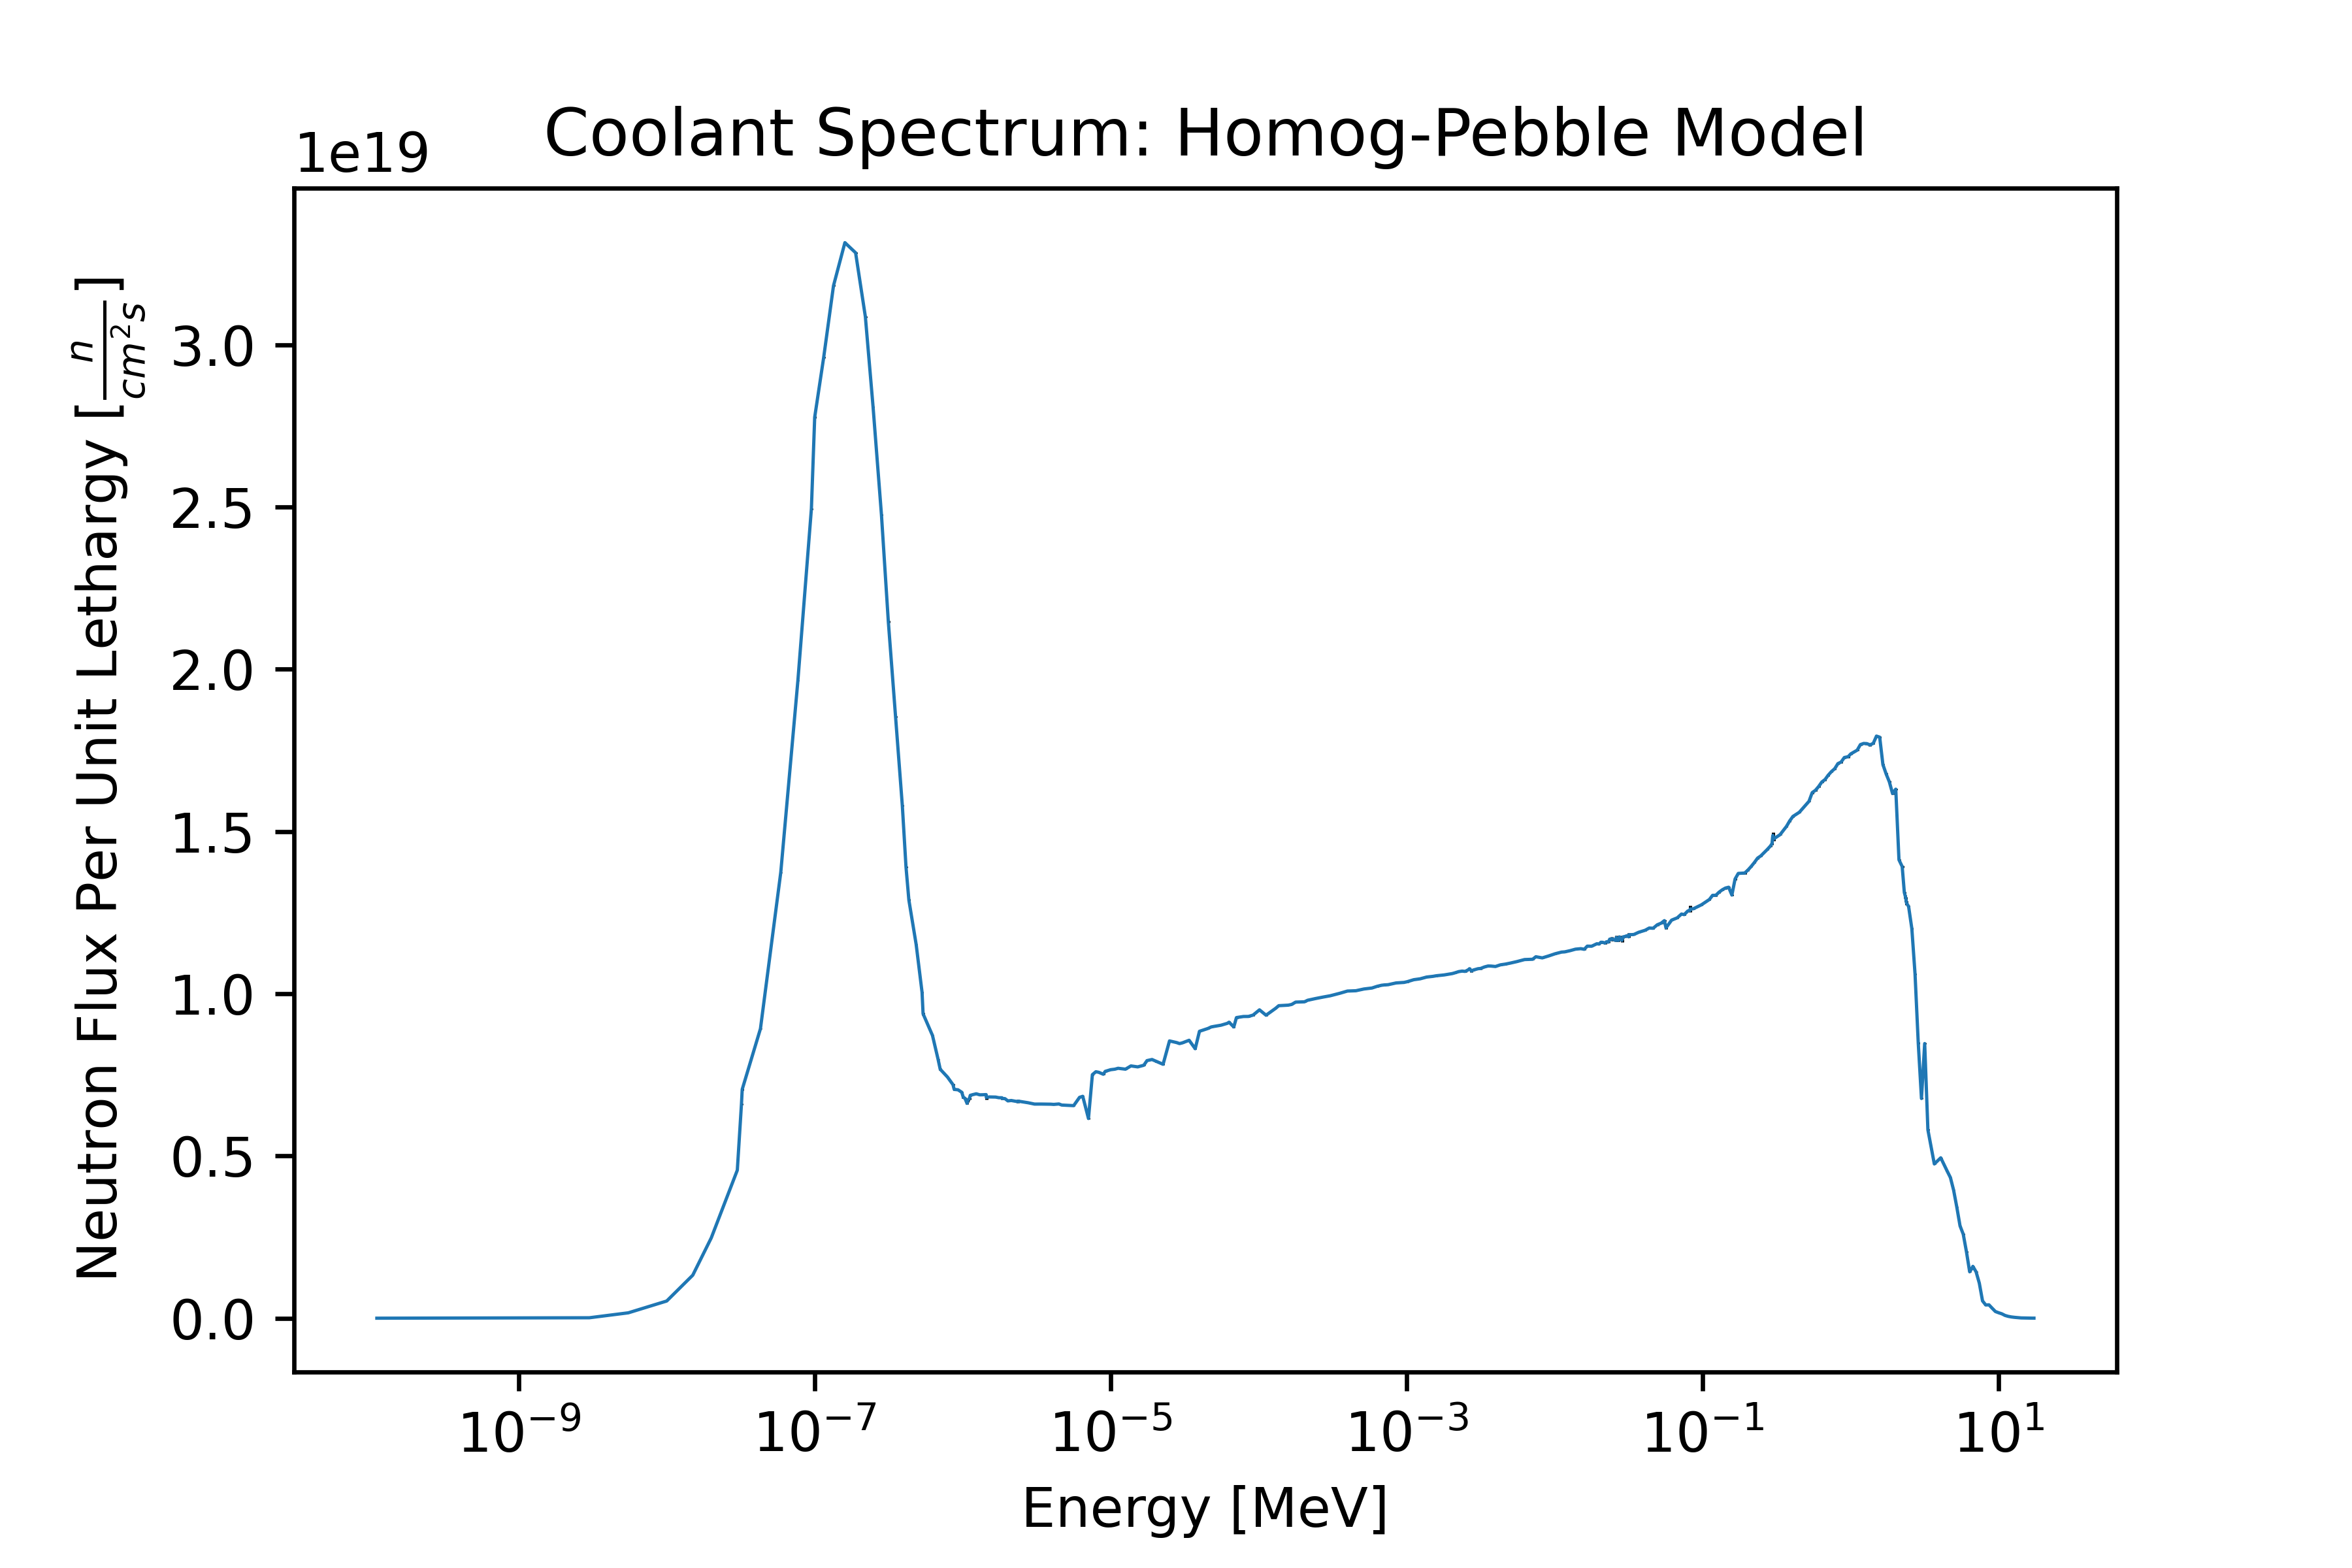 Coolant Spectrum: Homog-Pebble Model
1e19
Neutron Flux Per Unit Lethargy [n/cm²s]
3.0
2.5
2.0
1.5
1.0
0.5
0.0
10⁻⁹ 10⁻⁷ 10⁻⁵ 10⁻³ 10⁻¹ 10¹
Energy [MeV]